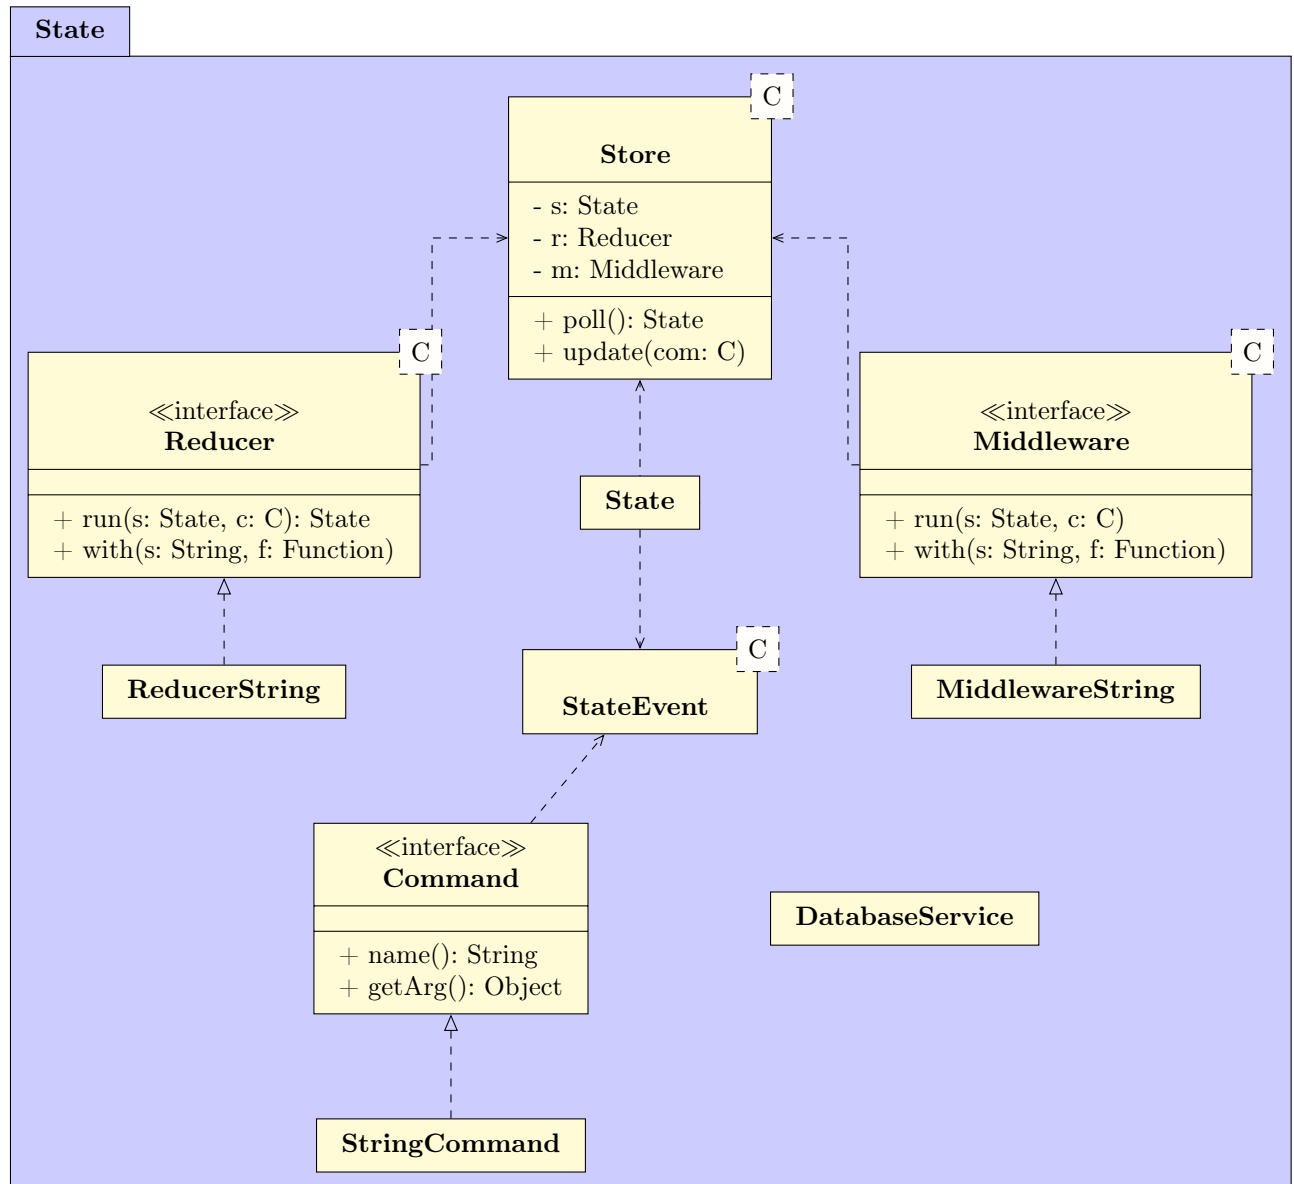 State
C
Store
- s: State
- r: Reducer
- m: Middleware
+ poll(): State
+ update(com: C)
C
≪interface≫
Reducer
+ run(s: State, c: C): State
+ with(s: String, f: Function)
C
≪interface≫
Middleware
+ run(s: State, c: C)
+ with(s: String, f: Function)
State
ReducerString
C
StateEvent
MiddlewareString
≪interface≫
Command
+ name(): String
+ getArg(): Object
DatabaseService
StringCommand